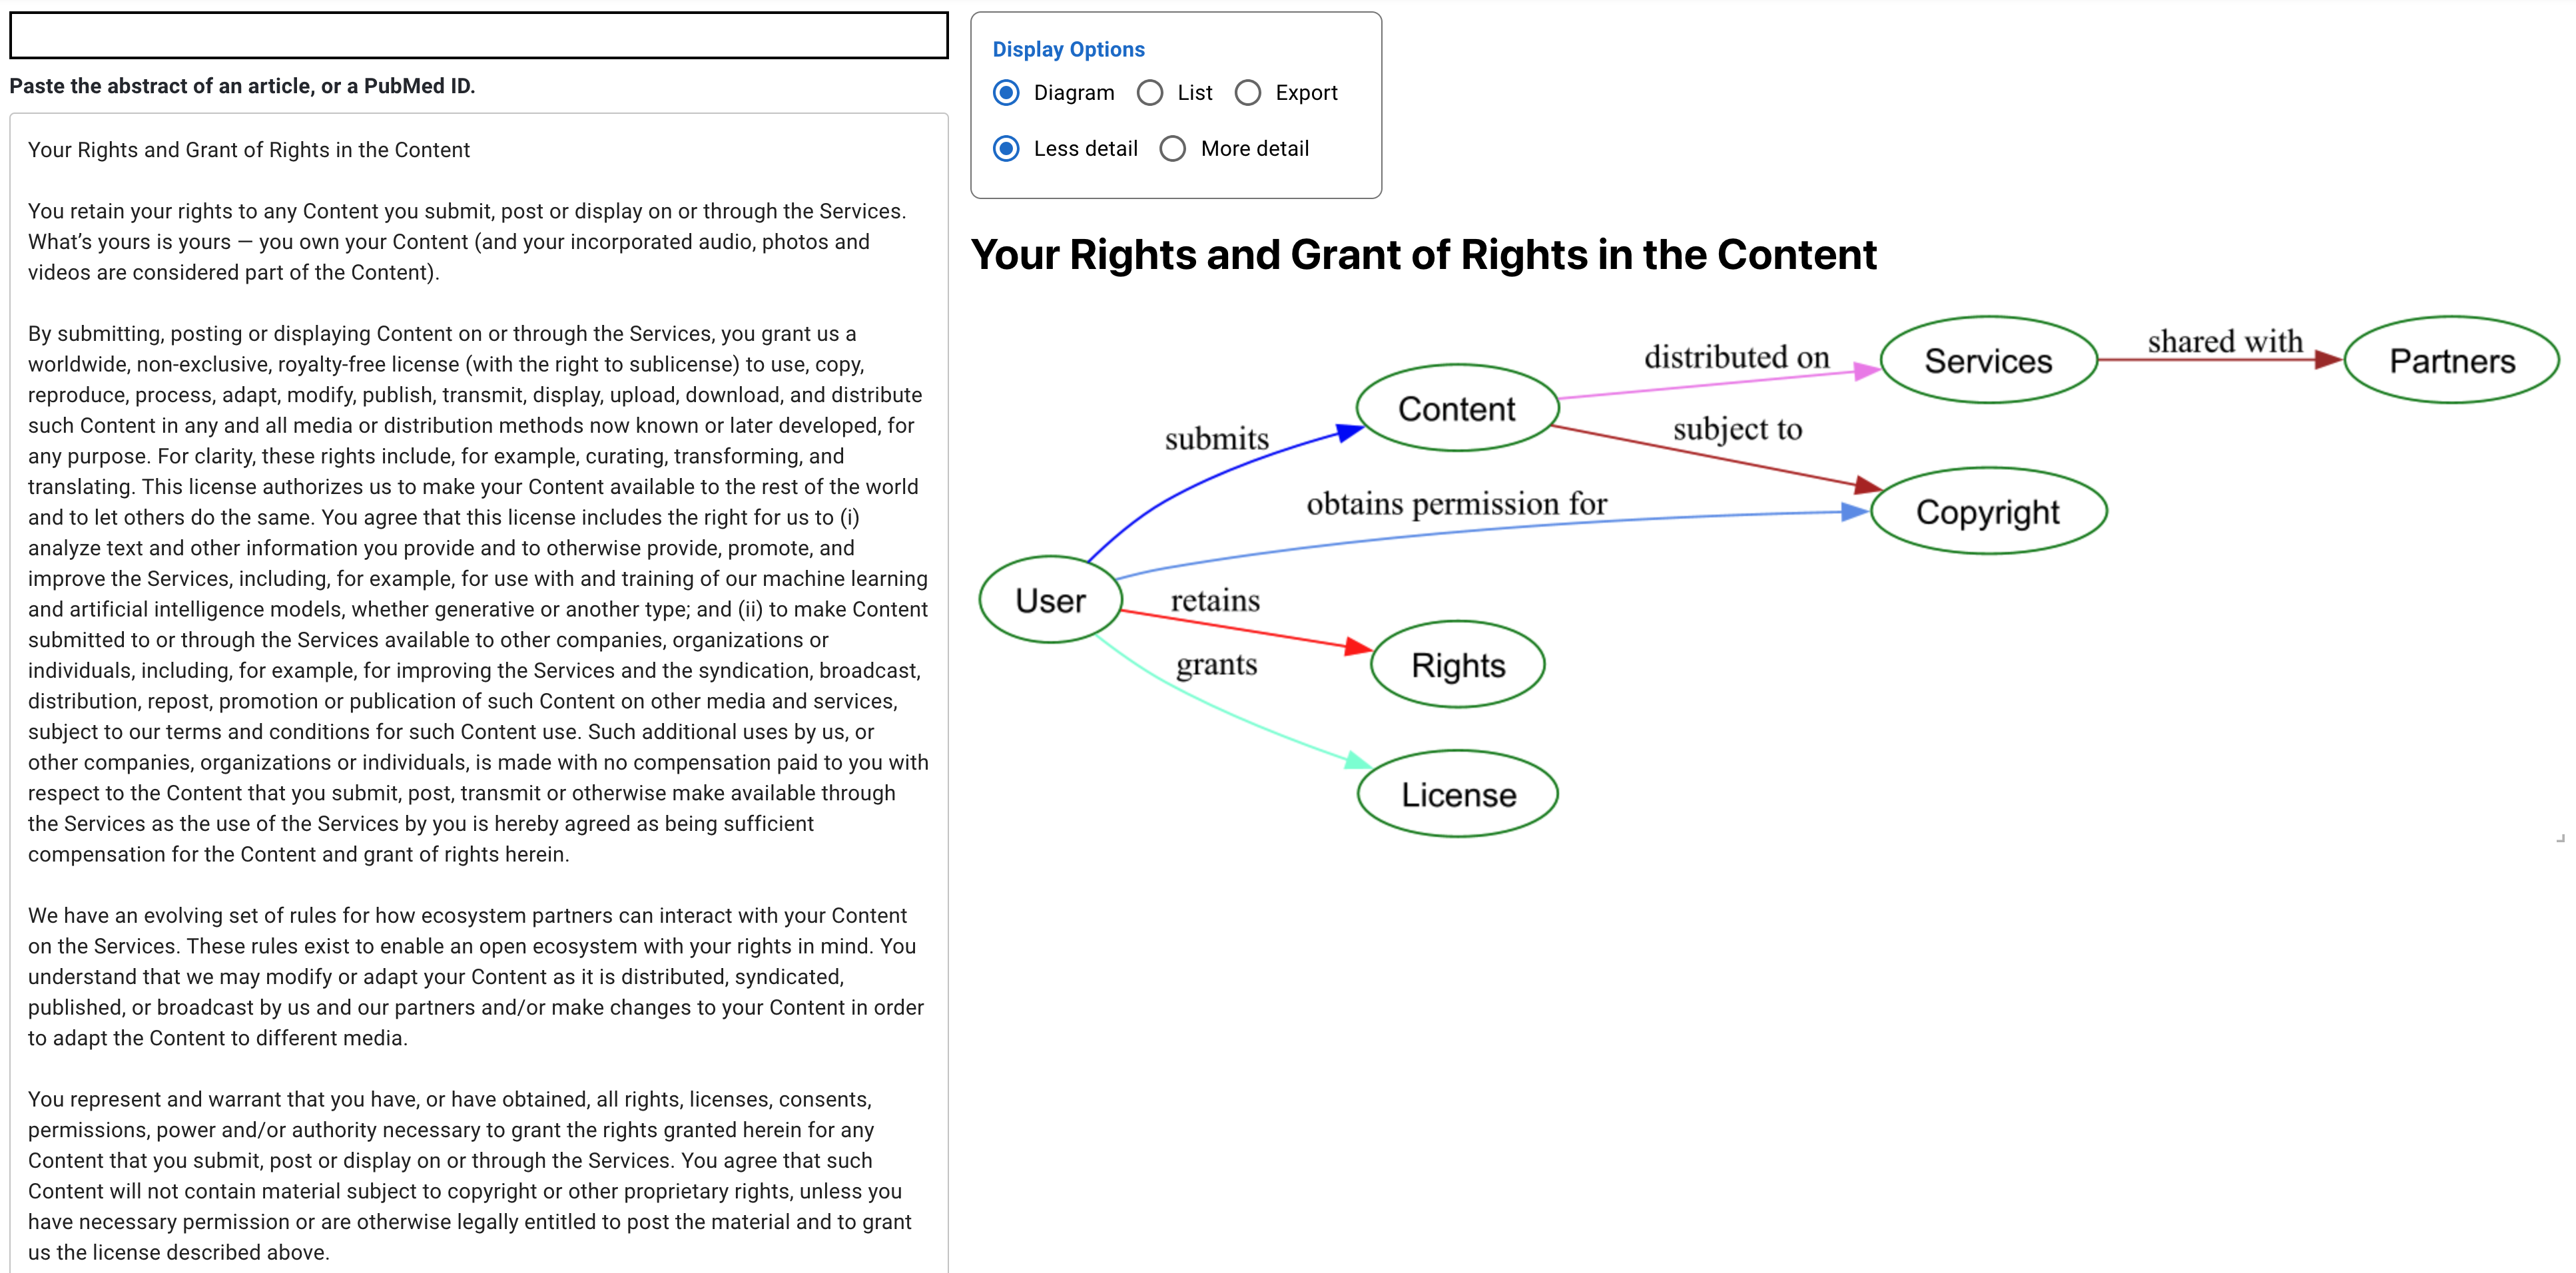 Paste the abstract of an article, or a PubMed ID.
Your Rights and Grant of Rights in the Content
You retain your rights to any Content you submit, post or display on or through the Services.
What’s yours is yours — you own your Content (and your incorporated audio, photos and
videos are considered part of the Content).
By submitting, posting or displaying Content on or through the Services, you grant us a
worldwide, non-exclusive, royalty-free license (with the right to sublicense) to use, copy,
reproduce, process, adapt, modify, publish, transmit, display, upload, download, and distribute
such Content in any and all media or distribution methods now known or later developed, for
any purpose. For clarity, these rights include, for example, curating, transforming, and
translating. This license authorizes us to make your Content available to the rest of the world
and to let others do the same. You agree that this license includes the right for us to (i)
analyze text and other information you provide and to otherwise provide, promote, and
improve the Services, including, for example, for use with and training of our machine learning
and artificial intelligence models, whether generative or another type; and (ii) to make Content
submitted to or through the Services available to other companies, organizations or
individuals, including, for example, for improving the Services and the syndication, broadcast,
distribution, repost, promotion or publication of such Content on other media and services,
subject to our terms and conditions for such Content use. Such additional uses by us, or
other companies, organizations or individuals, is made with no compensation paid to you with
respect to the Content that you submit, post, transmit or otherwise make available through
the Services as the use of the Services by you is hereby agreed as being sufficient
compensation for the Content and grant of rights herein.
We have an evolving set of rules for how ecosystem partners can interact with your Content
on the Services. These rules exist to enable an open ecosystem with your rights in mind. You
understand that we may modify or adapt your Content as it is distributed, syndicated,
published, or broadcast by us and our partners and/or make changes to your Content in order
to adapt the Content to different media.
You represent and warrant that you have, or have obtained, all rights, licenses, consents,
permissions, power and/or authority necessary to grant the rights granted herein for any
Content that you submit, post or display on or through the Services. You agree that such
Content will not contain material subject to copyright or other proprietary rights, unless you
have necessary permission or are otherwise legally entitled to post the material and to grant
us the license described above.
Display Options
Diagram List Export
Less detail More detail
Your Rights and Grant of Rights in the Content
distributed on
Services
shared with
Partners
Content
submits
subject to
obtains permission for
Copyright
User
retains
Rights
grants
License